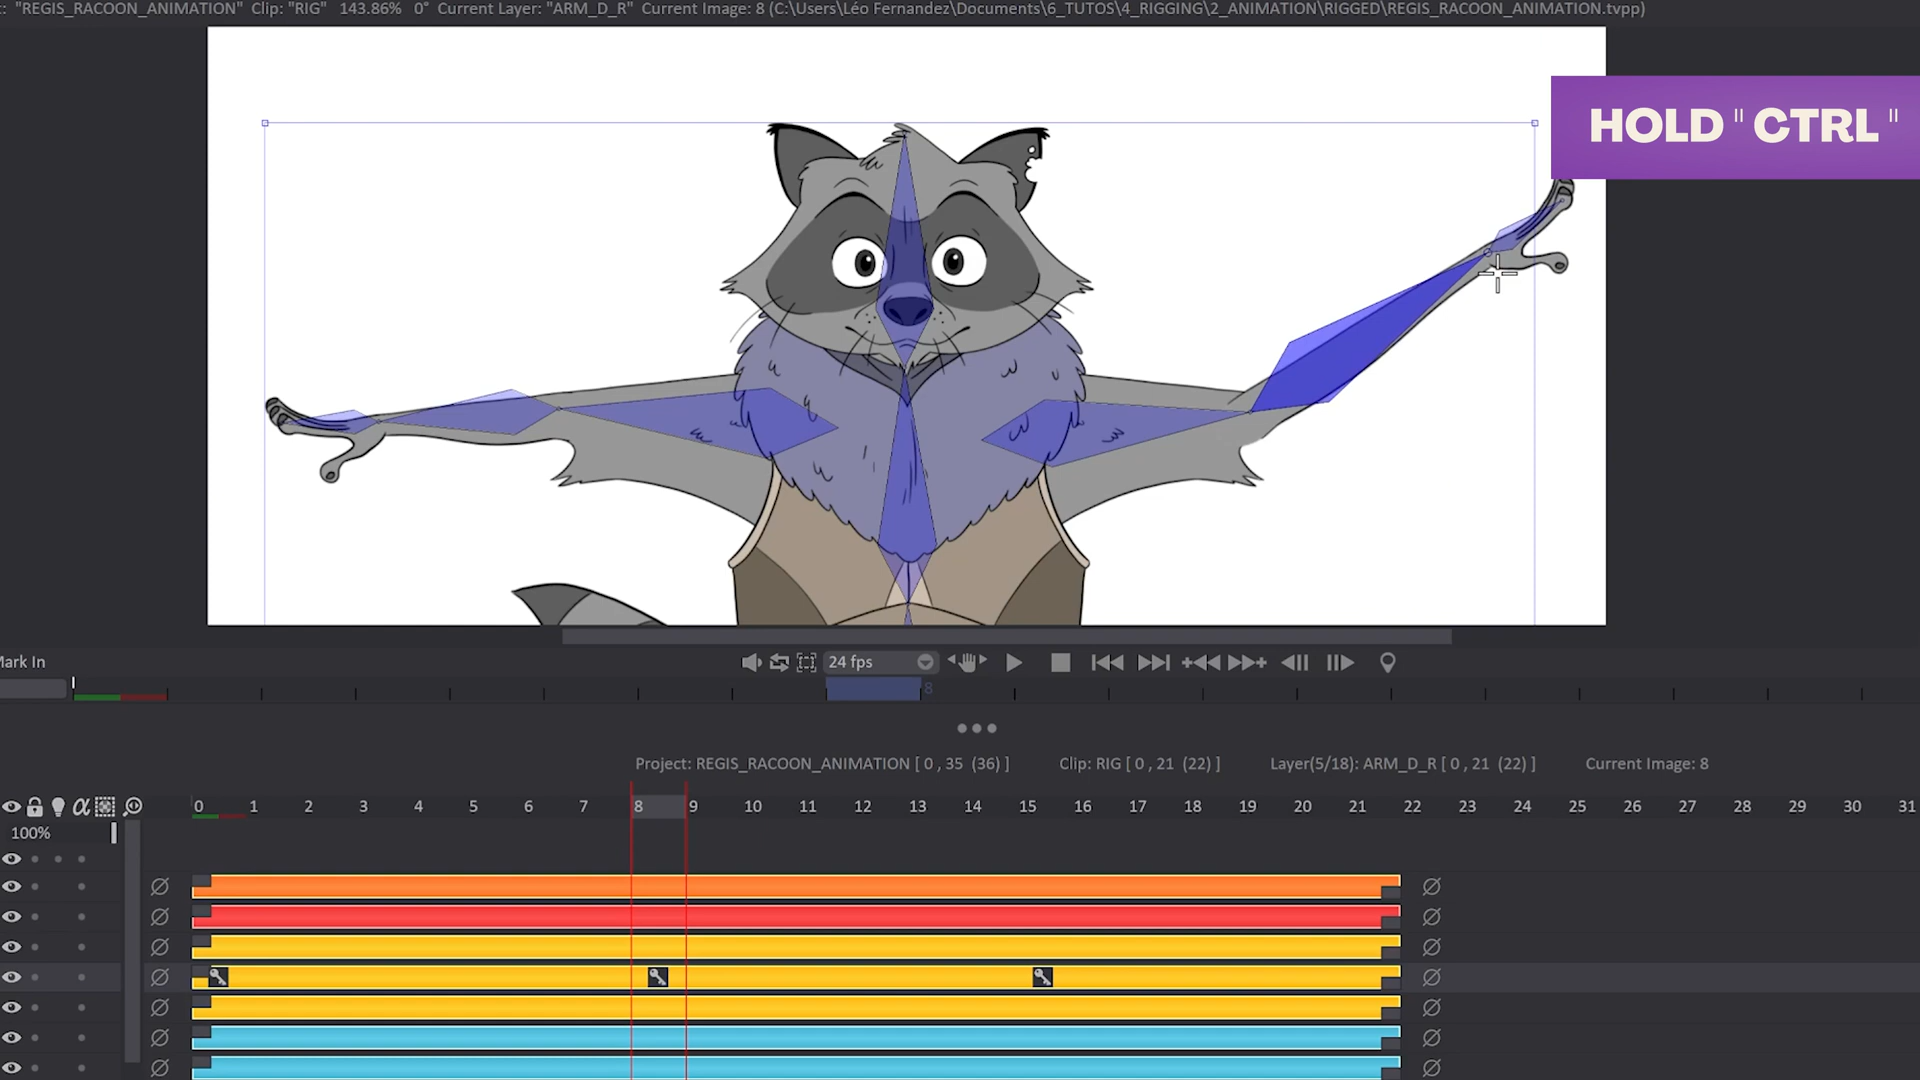 : "REGIS_RACOON_ANIMATION" Clip: "RIG" 143.86% 0° Current Layer: "ARM_D_R" Current Image: 8 (C:\Users\Léo Fernandez\Documents\6_TUTOS\4_RIGGING\2_ANIMATION\RIGGED\REGIS_RACOON_ANIMATION.tvpp)
HOLD " CTRL "
Mark In
24 fps
8
Project: REGIS_RACOON_ANIMATION [ 0 , 35 (36) ] Clip: RIG [ 0 , 21 (22) ] Layer(5/18): ARM_D_R [ 0 , 21 (22) ] Current Image: 8
0 1 2 3 4 5 6 7 8 9 10 11 12 13 14 15 16 17 18 19 20 21 22 23 24 25 26 27 28 29 30 31
100%